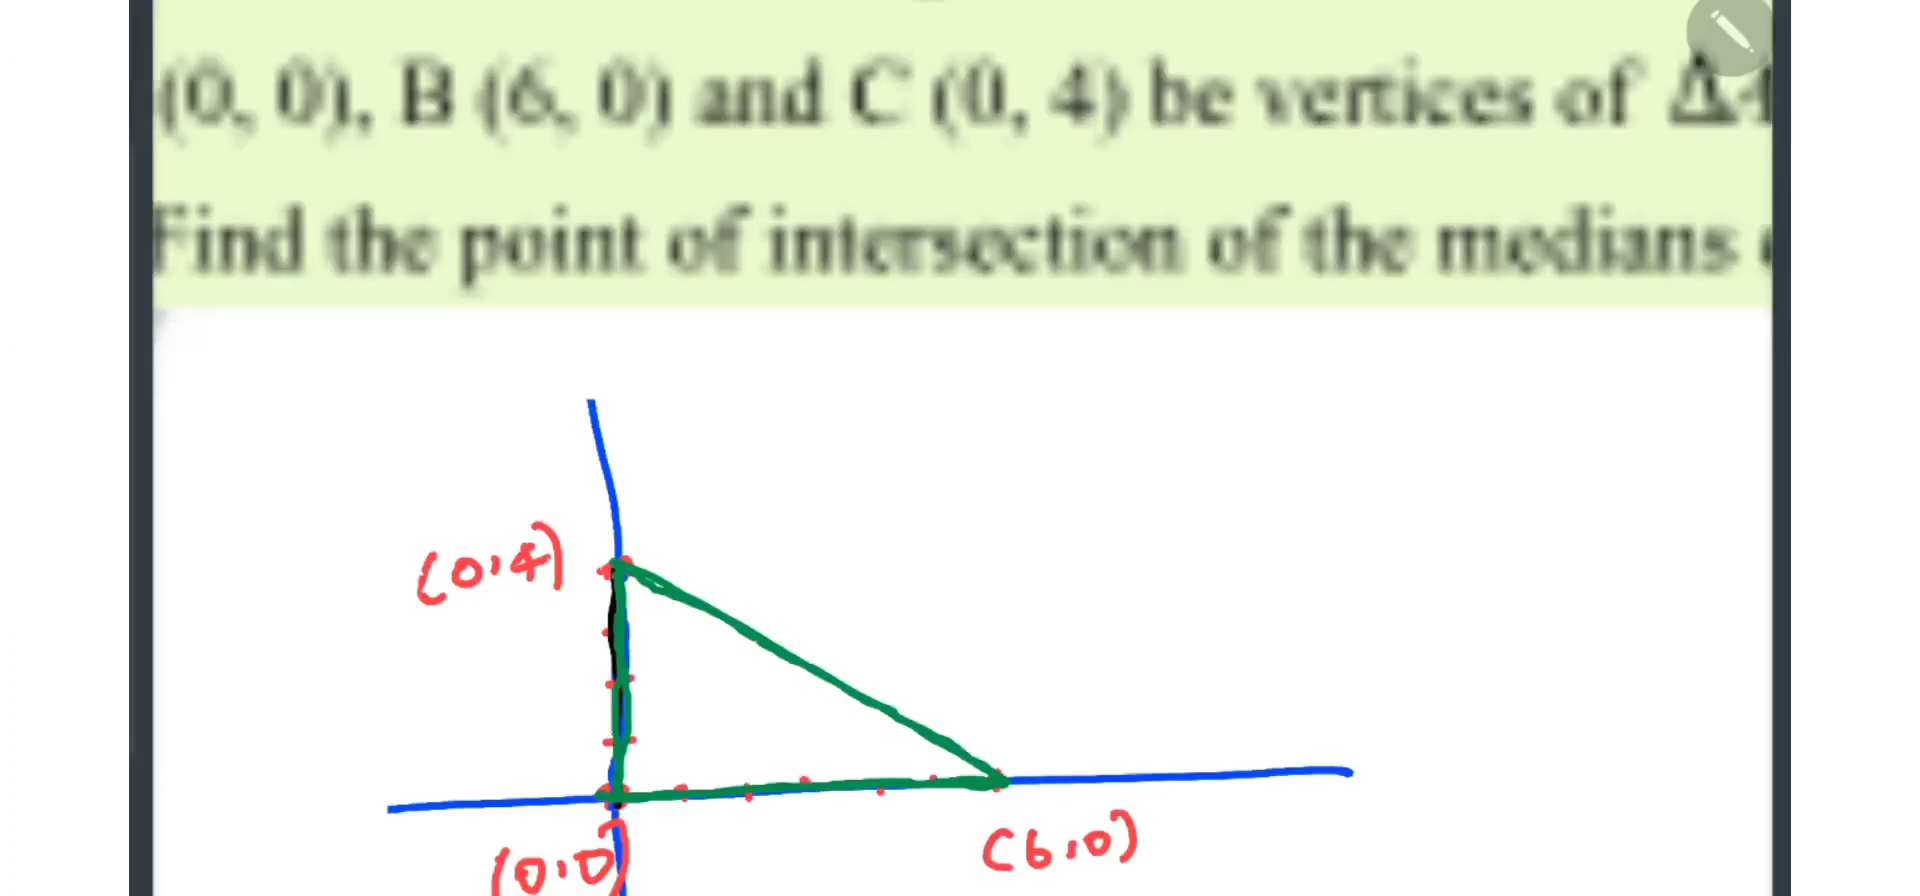 (0, 0), B (6, 0) and C (0, 4) be vertices of Δ
Find the point of intersection of the medians
(0,4)
(0,0)
(6,0)